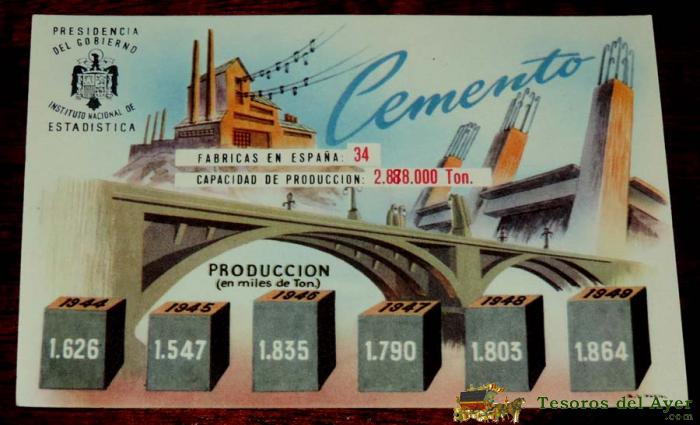 PRESIDENCIA
DEL GOBIERNO
INSTITUTO NACIONAL DE
ESTADISTICA
Cemento
FABRICAS EN ESPAÑA: 34
CAPACIDAD DE PRODUCCION: 2.878.000 Ton.
PRODUCCION
(en miles de Ton.)
1944 1945 1946 1947 1948 1949
1.626 1.547 1.835 1.790 1.803 1.864
Tesoros del Ayer
.com